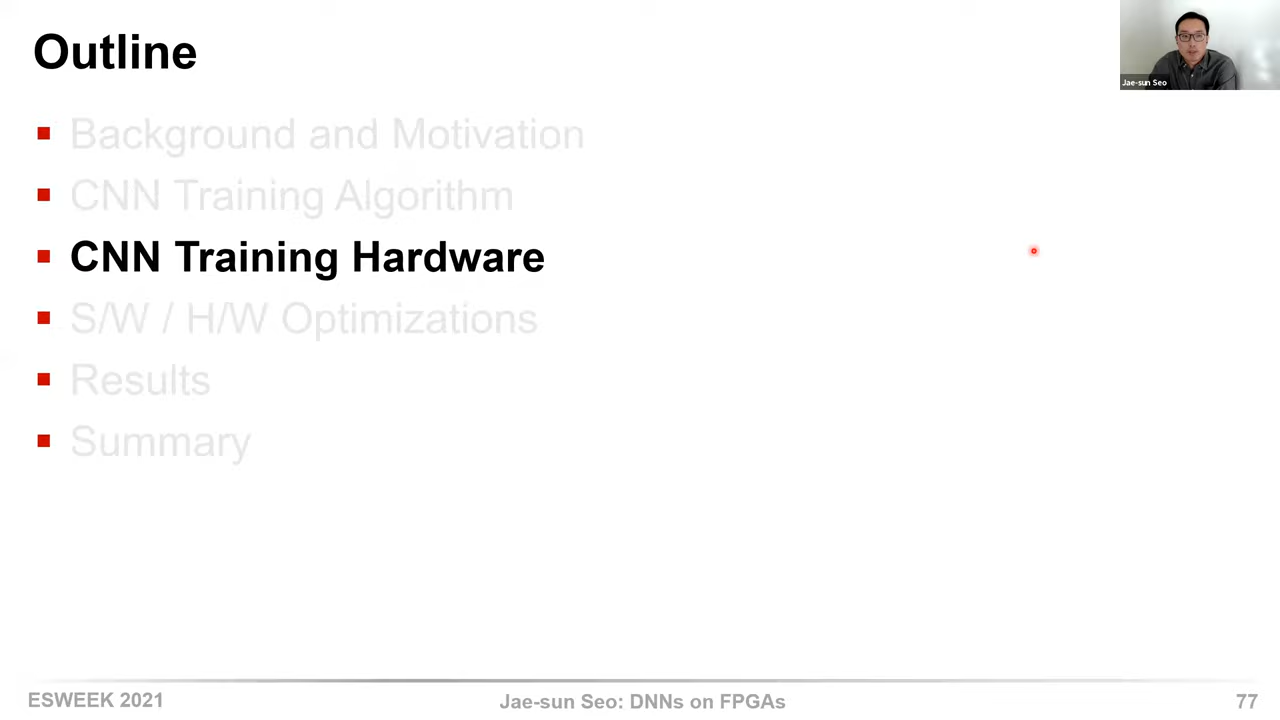 Outline
Jae-sun Seo
Background and Motivation
CNN Training Algorithm
CNN Training Hardware
S/W / H/W Optimizations
Results
Summary
ESWEEK 2021
Jae-sun Seo: DNNs on FPGAs
77